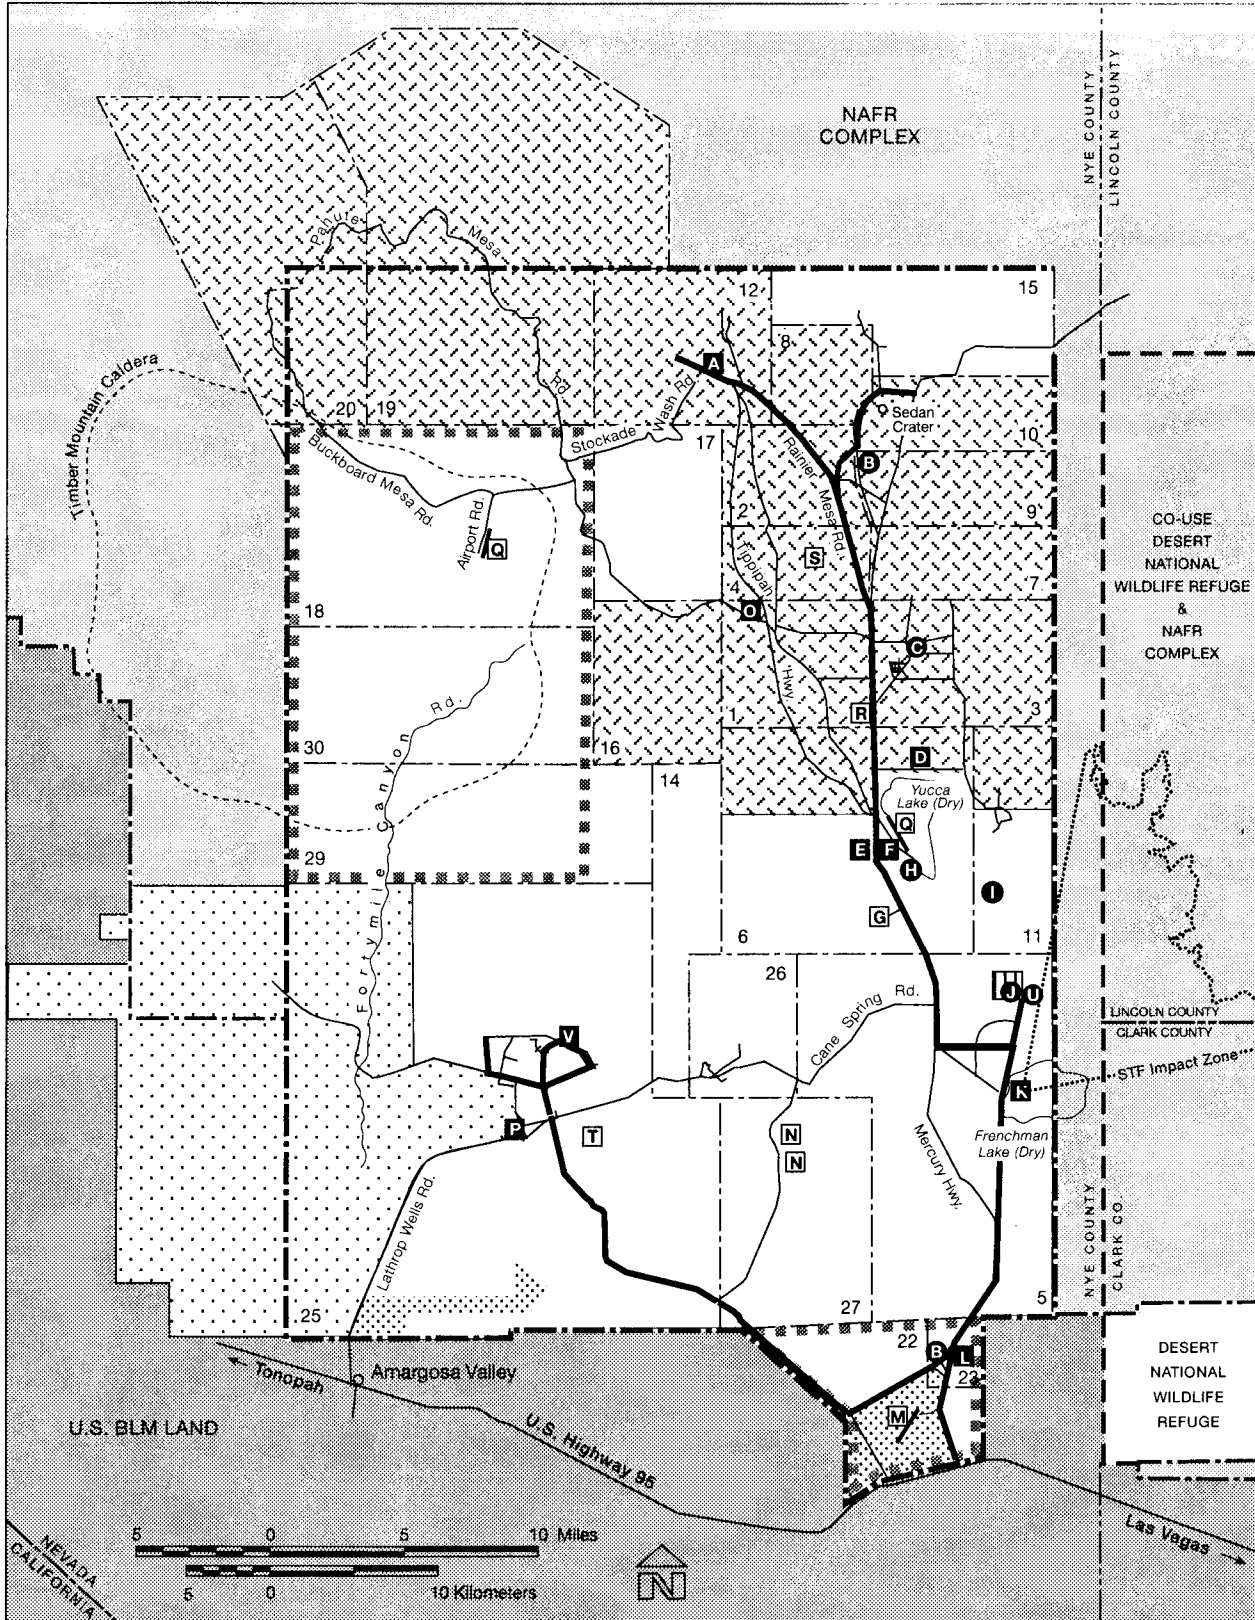 NAFR
COMPLEX
NYE COUNTY
LINCOLN COUNTY
Pahute
Mesa
Rd.
12
15
8
A
Timber Mountain Caldera
20
19
Stockade
Wash Rd.
Sedan
Crater
10
17
Buckboard Mesa Rd.
Rainier
Mesa Rd.
B
Airport Rd.
Q
2
9
CO-USE
DESERT
NATIONAL
WILDLIFE REFUGE
&
NAFR
COMPLEX
Tippipah
Hwy
S
7
18
4
O
C
Fortymile Canyon
Rd.
R
1
3
30
16
14
D
Yucca
Lake (Dry)
Q
E
F
H
29
I
G
6
11
26
Cane Spring
Rd.
J
U
LINCOLN COUNTY
CLARK COUNTY
STF Impact Zone
V
K
P
T
N
N
Mercury Hwy.
Frenchman
Lake (Dry)
Lathrop Wells Rd.
NYE COUNTY
CLARK CO.
25
27
5
22
B
L
23
DESERT
NATIONAL
WILDLIFE
REFUGE
Tonopah
Amargosa Valley
M
U.S. BLM LAND
U.S. Highway 95
Las Vegas
5 0 5 10 Miles
5 0 10 Kilometers
N
NEVADA
CALIFORNIA